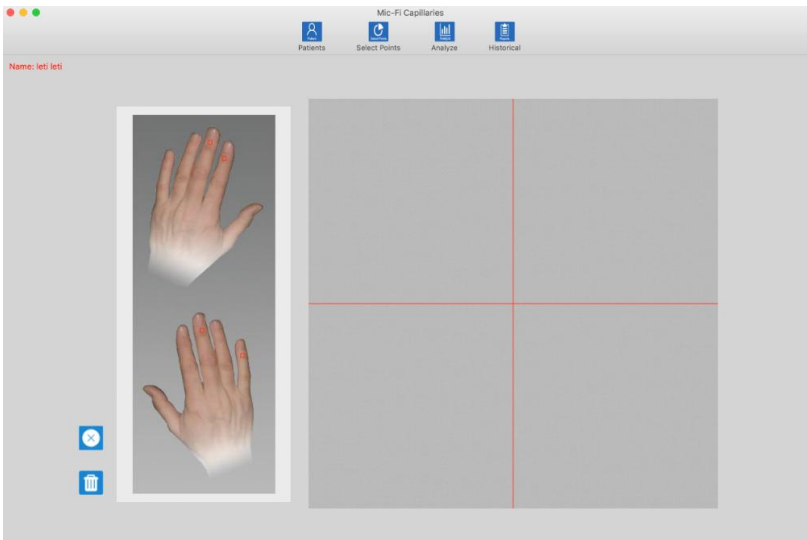 Mic-Fi Capillaries
Patients Select Points Analyze Historical
Name: leti leti